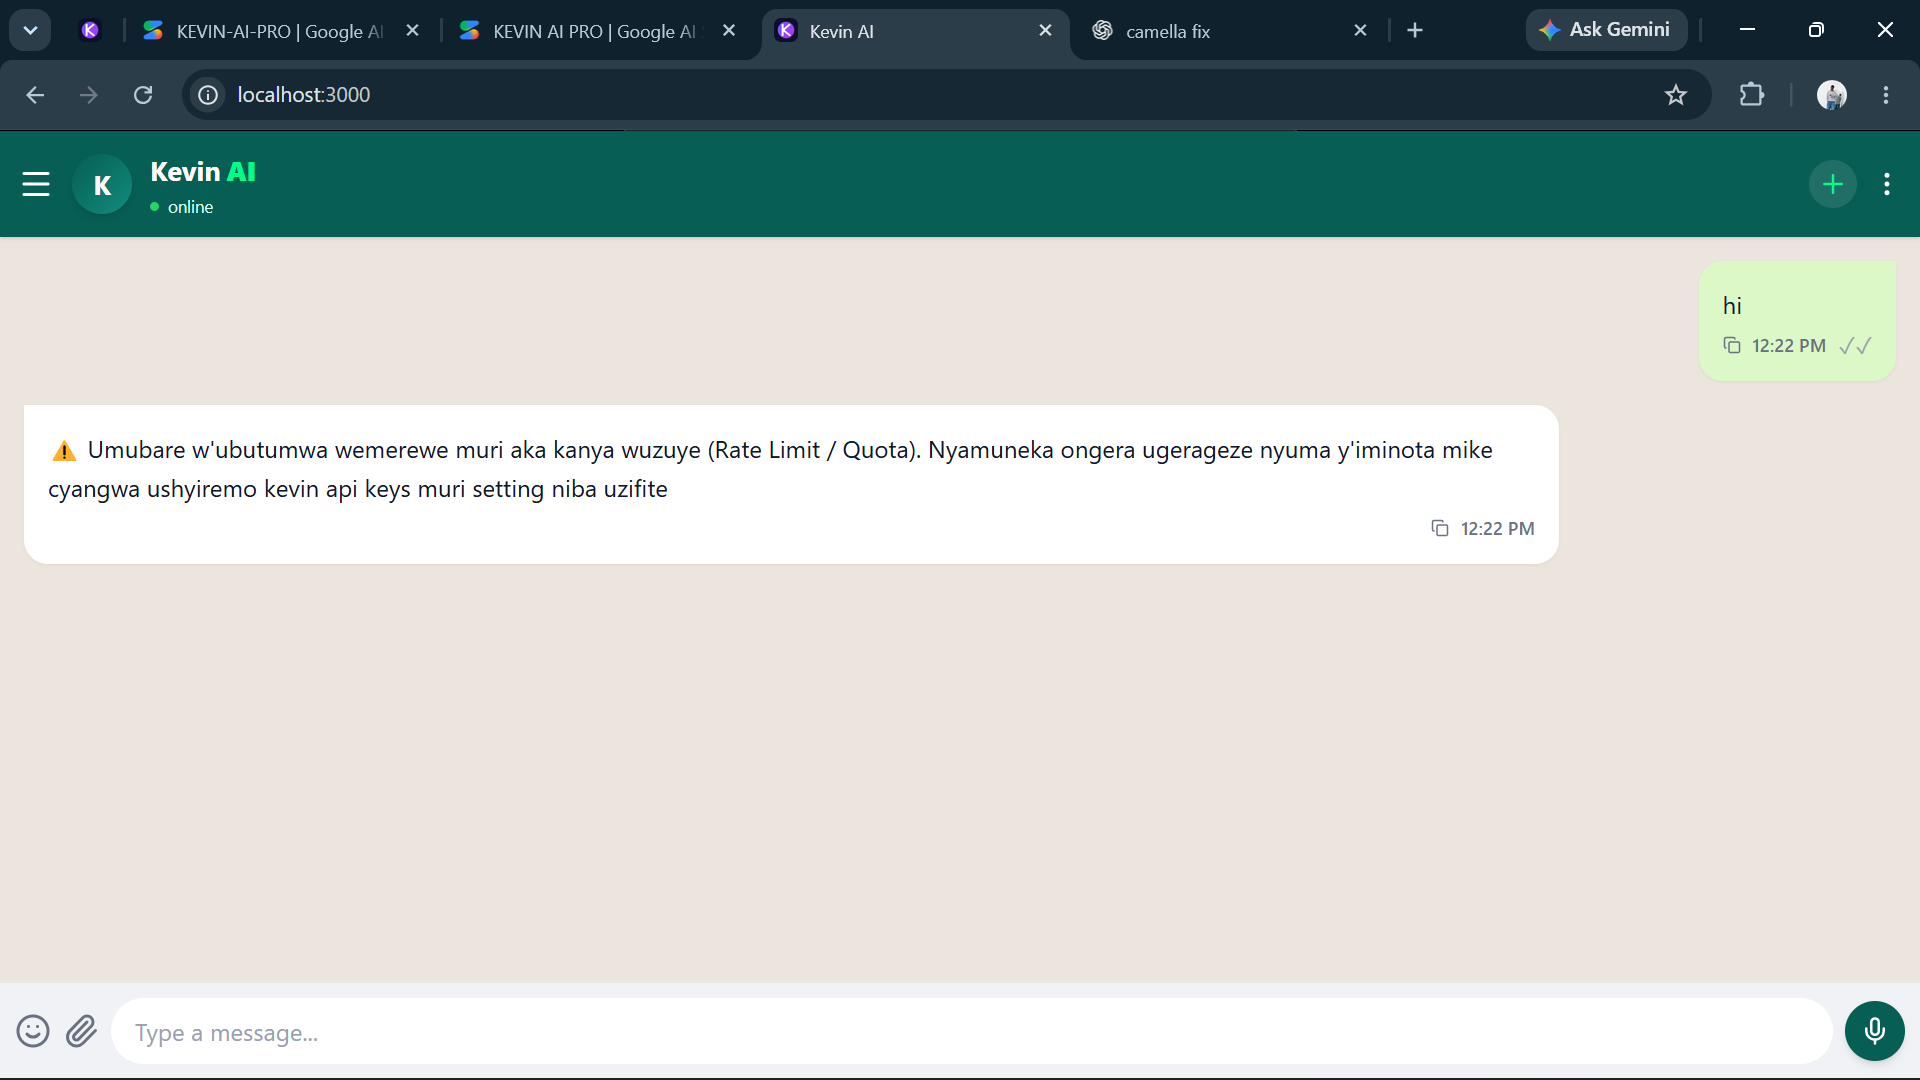 KEVIN-AI-PRO | Google AI
KEVIN AI PRO | Google AI S
Kevin AI
camella fix
Ask Gemini
localhost:3000
K
Kevin AI
online
hi
12:22 PM
⚠ Umubare w'ubutumwa wemerewe muri aka kanya wuzuye (Rate Limit / Quota). Nyamuneka ongera ugerageze nyuma y'iminota mike
cyangwa ushyiremo kevin api keys muri setting niba uzifite
12:22 PM
Type a message...